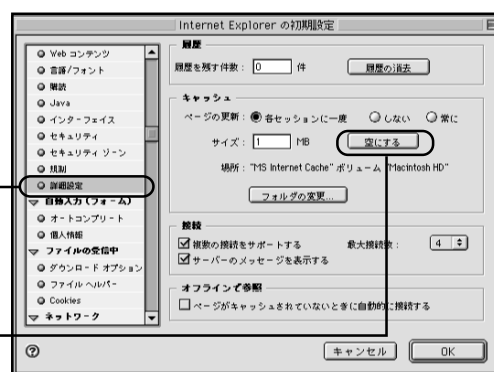 Internet Explorer の初期設定
Web コンテンツ
言語/フォント
購読
Java
インターフェイス
セキュリティ
セキュリティ ゾーン
規制
詳細設定
自動入力 (フォーム)
オートコンプリート
個人情報
ファイルの受信中
ダウンロード オプション
ファイル ヘルパー
Cookies
ネットワーク
履歴
履歴を残す件数: 0 件 履歴の消去
キャッシュ
ページの更新: 各セッションに一度 しない 常に
サイズ: 1 MB 空にする
場所: "MS Internet Cache" ボリューム "Macintosh HD"
フォルダの変更...
接続
複数の接続をサポートする 最大接続数: 4
サーバーのメッセージを表示する
オフラインで参照
ページがキャッシュされていないときに自動的に接続する
? キャンセル OK